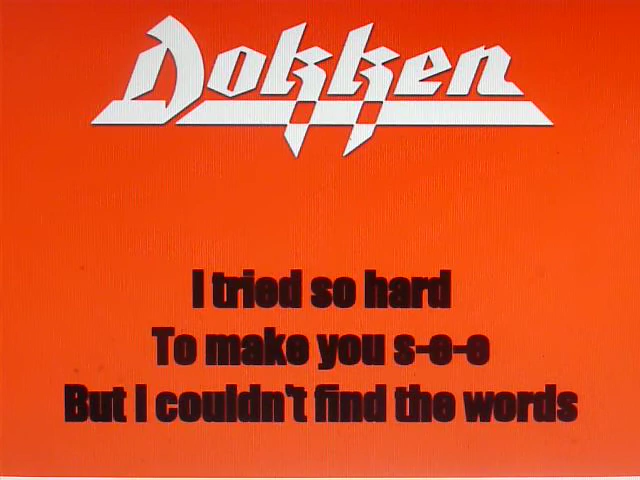 Dokken
I tried so hard
To make you s-e-e
But I couldn't find the words